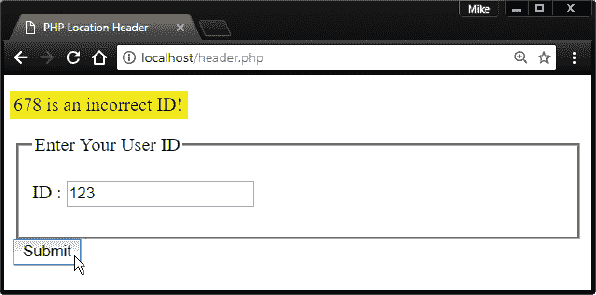 Mike
PHP Location Header
localhost/header.php
678 is an incorrect ID!
Enter Your User ID
ID : 123
Submit